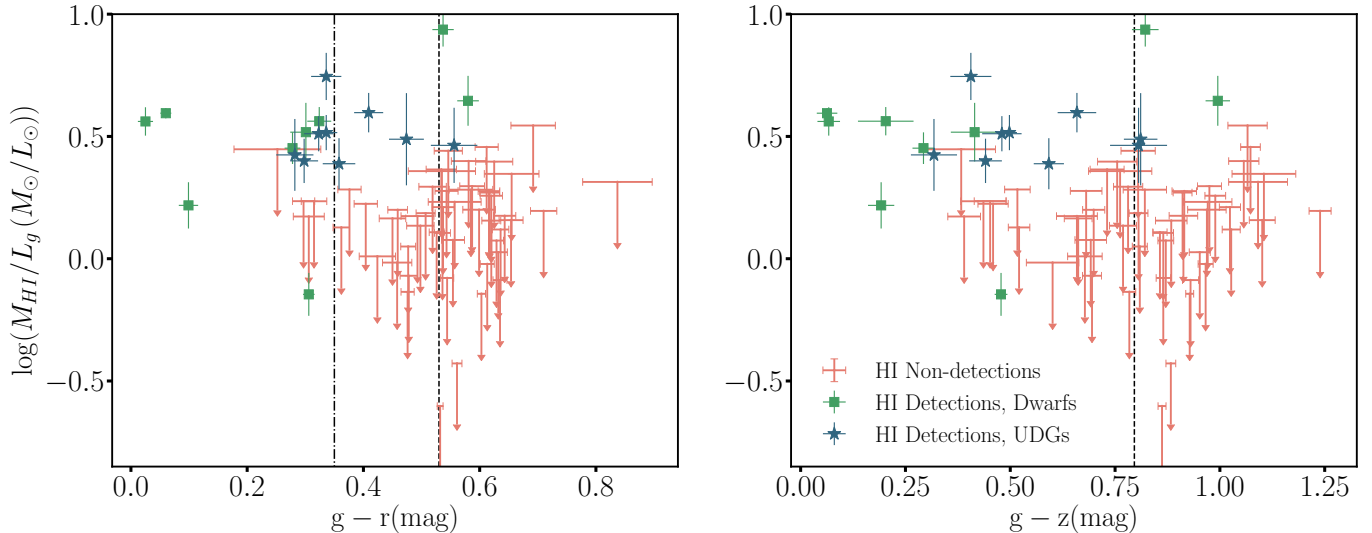 1.0
0.5
0.0
−0.5
log(M_HI/L_g (M_⊙/L_⊙))
0.0 0.2 0.4 0.6 0.8
g − r(mag)
1.0
0.5
0.0
−0.5
HI Non-detections
HI Detections, Dwarfs
HI Detections, UDGs
0.00 0.25 0.50 0.75 1.00 1.25
g − z(mag)